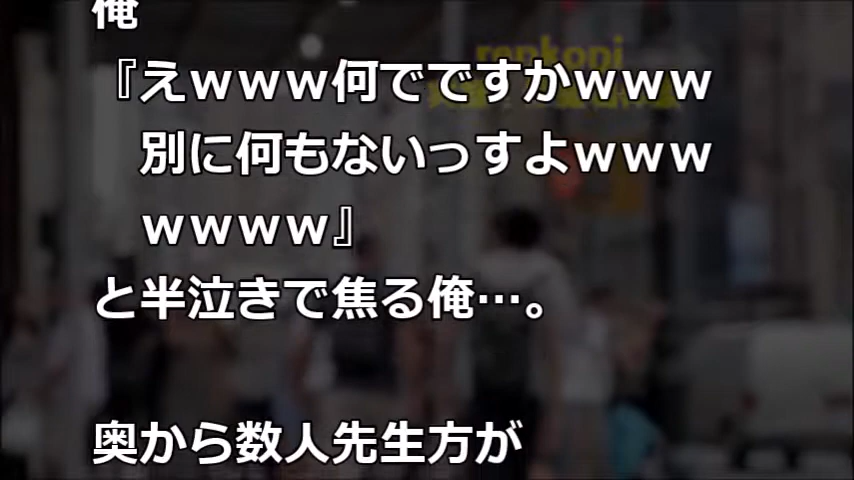 俺
『えｗｗｗ何でですかｗｗｗ
別に何もないっすよｗｗｗ
ｗｗｗｗ』
と半泣きで焦る俺…。
奥から数人先生方が